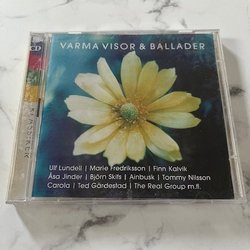 CD
VARMA VISOR & BALLADER
Ulf Lundell | Marie Fredriksson | Finn Kalvik
Åsa Jinder | Björn Skifs | Ainbusk | Tommy Nilsson
Carola | Ted Gärdestad | The Real Group m.fl.